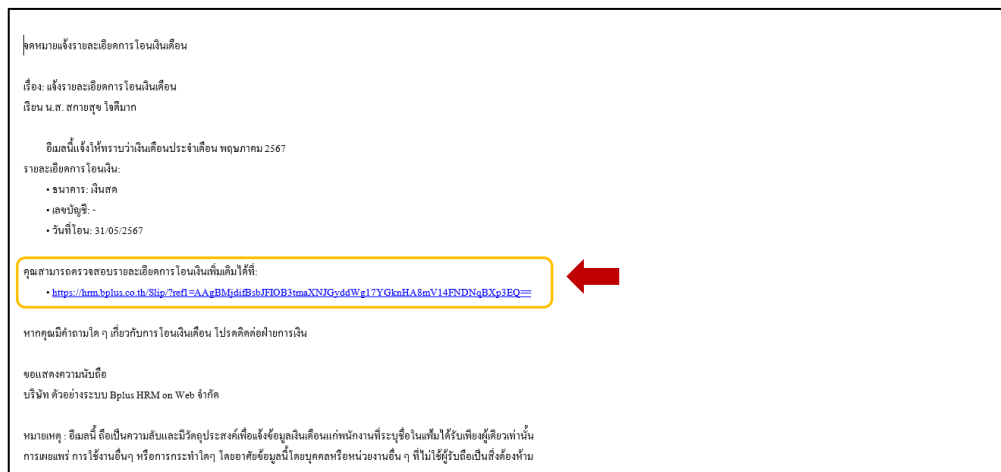 จดหมายแจ้งรายละเอียดการโอนเงินเดือน
เรื่อง: แจ้งรายละเอียดการโอนเงินเดือน
เรียน น.ส. สกายสุข ใจดีมาก
อีเมลนี้แจ้งให้ทราบว่าเงินเดือนประจำเดือน พฤษภาคม 2567
รายละเอียดการโอนเงิน:
• ธนาคาร: เงินสด
• เลขบัญชี: -
• วันที่โอน: 31/05/2567
คุณสามารถตรวจสอบรายละเอียดการโอนเงินเพิ่มเติมได้ที่:
• https://hrm.bplus.co.th/Slip/?ref1=AAgBMjdifBsbJFIOB3tmaXNJGyddWg17YGknHA8mV14FNDNqBXp3EQ==
หากคุณมีคำถามใด ๆ เกี่ยวกับการโอนเงินเดือน โปรดติดต่อฝ่ายการเงิน
ขอแสดงความนับถือ
บริษัท ตัวอย่างระบบ Bplus HRM on Web จำกัด
หมายเหตุ : อีเมลนี้ ถือเป็นความลับและมีวัตถุประสงค์เพื่อแจ้งข้อมูลเงินเดือนแก่พนักงานที่ระบุชื่อในแฟ้มได้รับเพียงผู้เดียวเท่านั้น
การเผยแพร่ การใช้งานอื่นๆ หรือการกระทำใดๆ โดยอาศัยข้อมูลนี้โดยบุคคลหรือหน่วยงานอื่น ๆ ที่ไม่ใช่ผู้รับถือเป็นสิ่งต้องห้าม